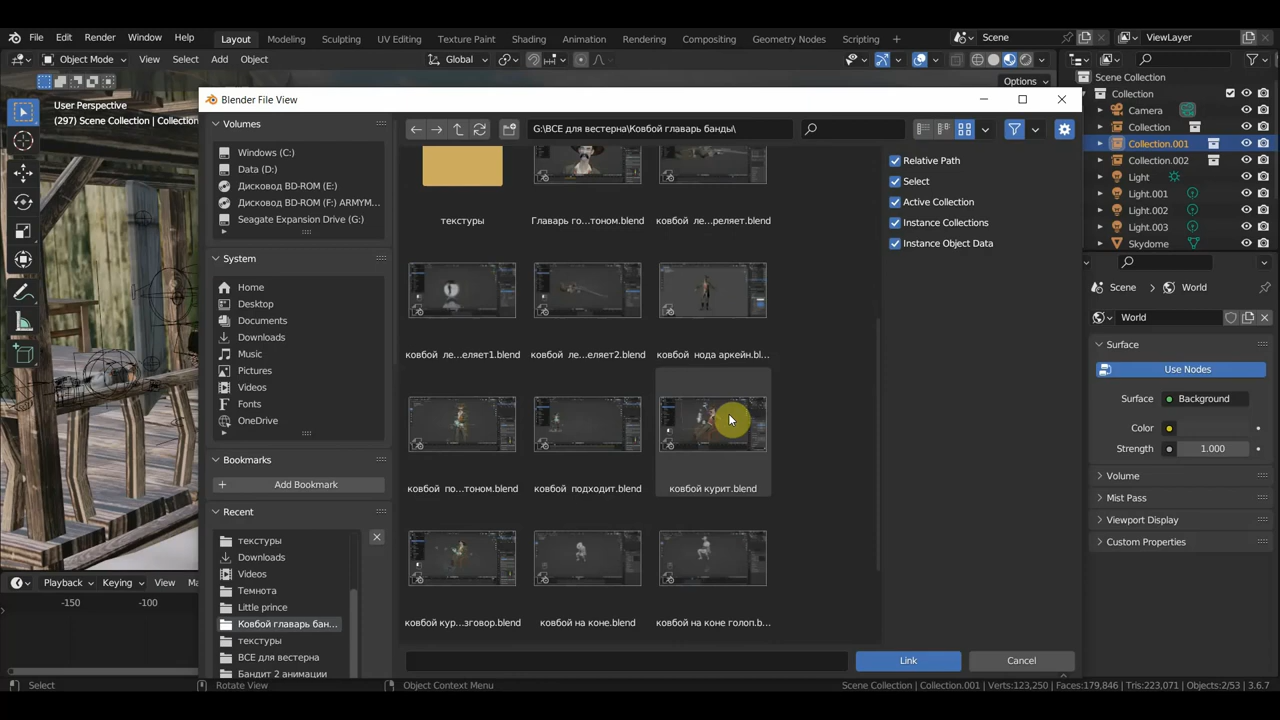 File Edit Render Window Help Layout Modeling Sculpting UV Editing Texture Paint Shading Animation Rendering Compositing Geometry Nodes Scripting + Scene ViewLayer
Object Mode View Select Add Object Global
Options
User Perspective
(297) Scene Collection | Collection
Blender File View
Volumes
Windows (C:)
Data (D:)
Дисковод BD-ROM (E:)
Дисковод BD-ROM (F:) ARMYM...
Seagate Expansion Drive (G:)
System
Home
Desktop
Documents
Downloads
Music
Pictures
Videos
Fonts
OneDrive
Bookmarks
Add Bookmark
Recent
текстуры
Downloads
Videos
Темнота
Little prince
Ковбой главарь бан...
текстуры
ВСЕ для вестерна
Бандит 2 анимации
G:\ВСЕ для вестерна\Ковбой главарь банды\
текстуры Главарь го...тоном.blend ковбой ле...реляет.blend
ковбой ле...еляет1.blend ковбой ле...еляет2.blend ковбой нода аркейн.bl...
ковбой по...тоном.blend ковбой подходит.blend ковбой курит.blend
ковбой кур...зговор.blend ковбой на коне.blend ковбой на коне голоп.b...
Relative Path
Select
Active Collection
Instance Collections
Instance Object Data
Link Cancel
Scene Collection
Collection
Camera
Collection
Collection.001
Collection.002
Light
Light.001
Light.002
Light.003
Skydome
Scene > World
World
Surface
Use Nodes
Surface Background
Color
Strength 1.000
Volume
Mist Pass
Viewport Display
Custom Properties
Playback Keying View
-150 -100
Select Rotate View Object Context Menu Scene Collection | Collection.001 | Verts:123,250 | Faces:179,846 | Tris:223,071 | Objects:2/53 | 3.6.7